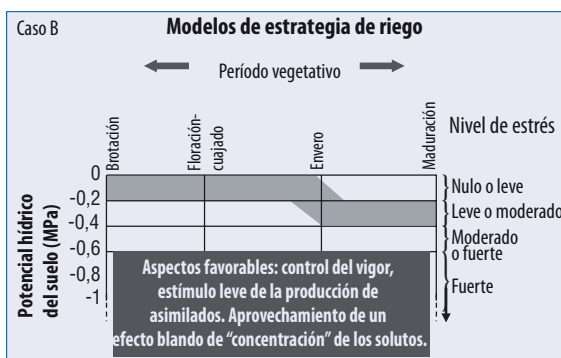 Caso B
Modelos de estrategia de riego
Período vegetativo
Brotación
Floración-
cuajado
Envero
Maduración
Nivel de estrés
Potencial hídrico
del suelo (MPa)
0
-0,2
-0,4
-0,6
-0,8
-1
Nulo o leve
Leve o moderado
Moderado
o fuerte
Fuerte
Aspectos favorables: control del vigor,
estímulo leve de la producción de
asimilados. Aprovechamiento de un
efecto blando de “concentración” de los solutos.